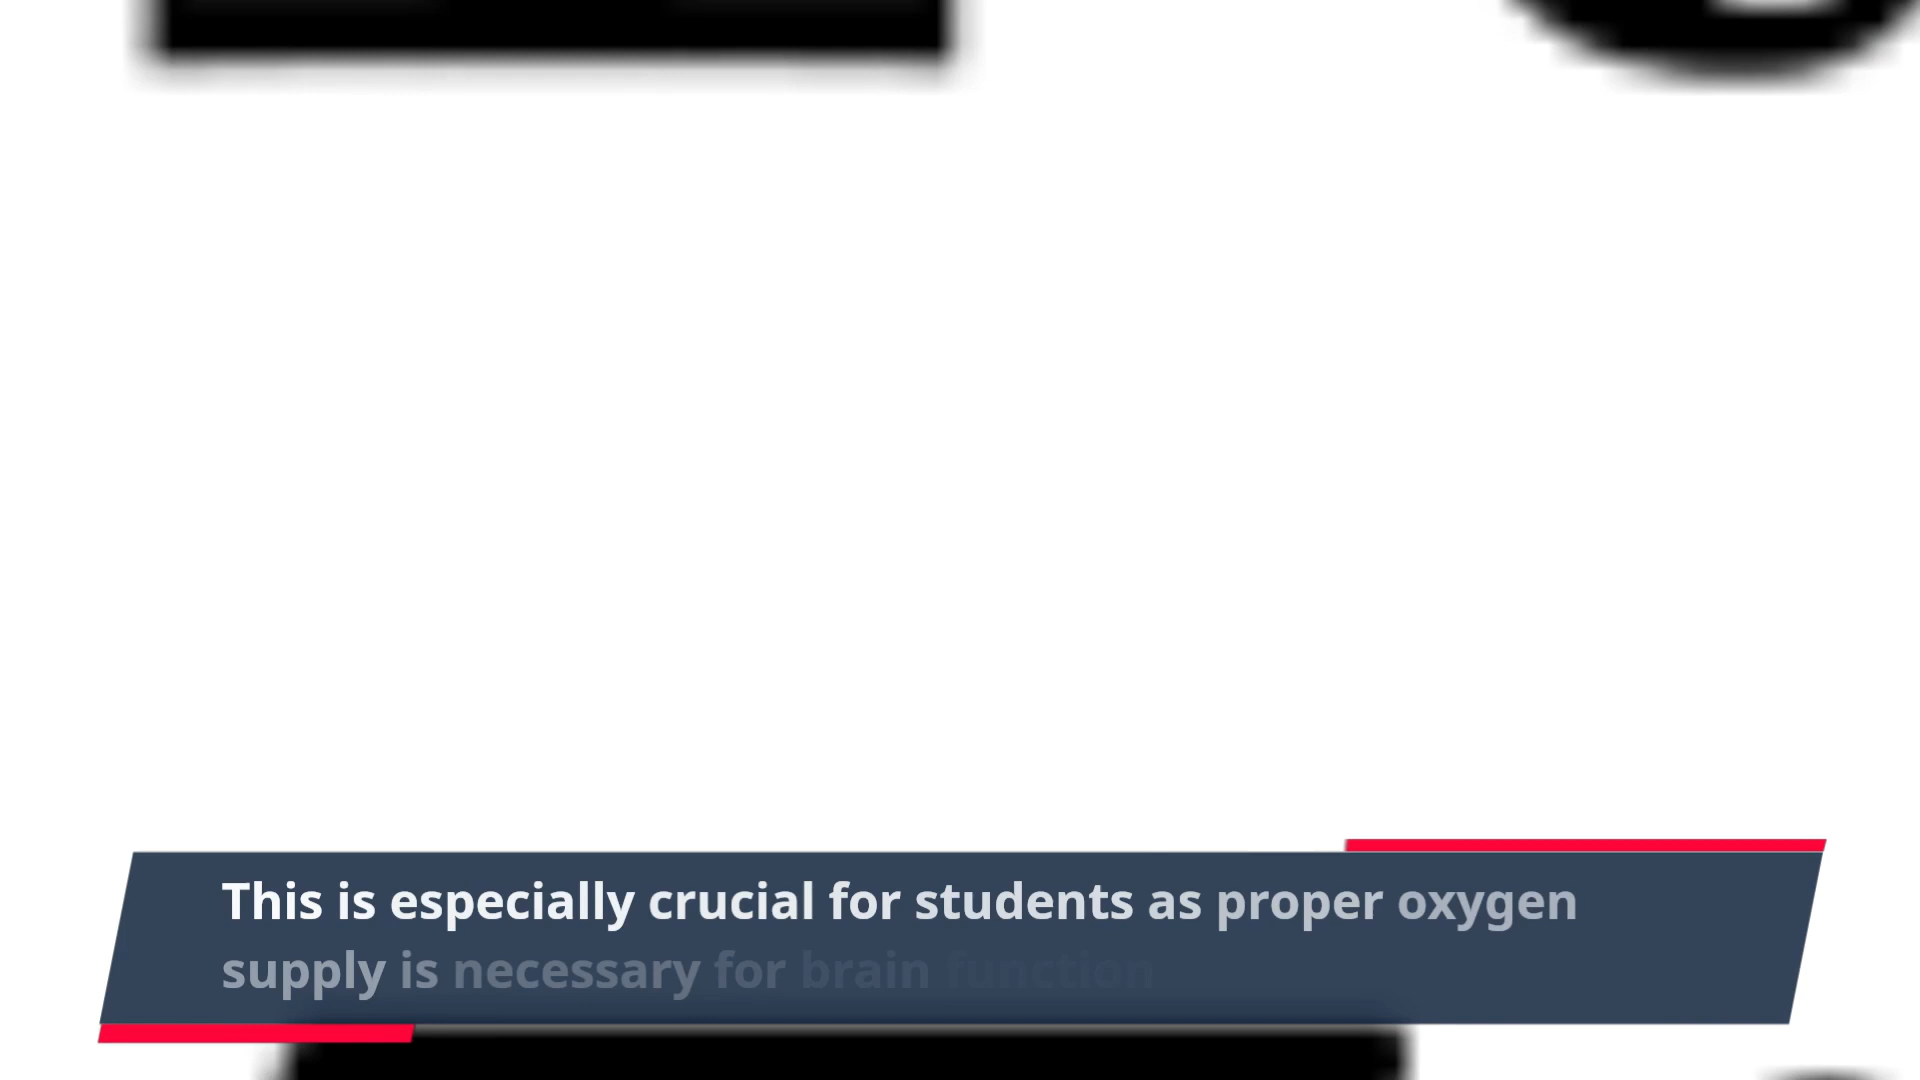 This is especially crucial for students as proper oxygen
supply is necessary for brain function